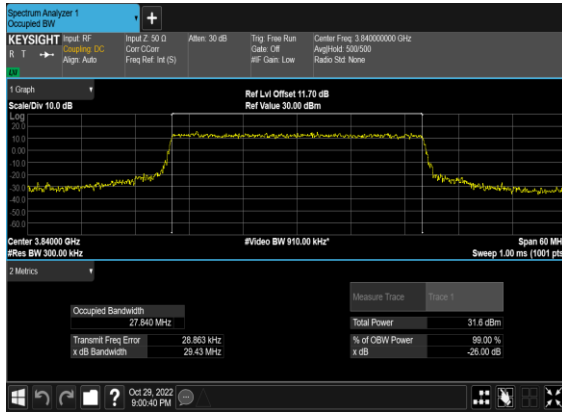 Spectrum Analyzer 1
Occupied BW
+
KEYSIGHT
R T
LXI
Input: RF
Coupling: DC
Align: Auto
Input Z: 50 Ω
Corr CCorr
Freq Ref: Int (S)
Atten: 30 dB
Trig: Free Run
Gate: Off
#IF Gain: Low
Center Freq: 3.840000000 GHz
Avg|Hold: 500/500
Radio Std: None
1 Graph
Scale/Div 10.0 dB
Ref Lvl Offset 11.70 dB
Ref Value 30.00 dBm
Log
20.0
10.0
0.00
-10.0
-20.0
-30.0
-40.0
-50.0
-60.0
Center 3.84000 GHz
#Res BW 300.00 kHz
#Video BW 910.00 kHz*
Span 60 MH
Sweep 1.00 ms (1001 pts
2 Metrics
Measure Trace Trace 1
Occupied Bandwidth
27.840 MHz
Total Power 31.6 dBm
Transmit Freq Error 28.863 kHz
% of OBW Power 99.00 %
x dB Bandwidth 29.43 MHz
x dB -26.00 dB
?
Oct 29, 2022
9:00:40 PM